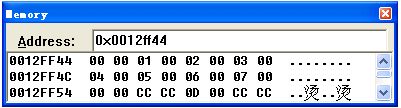 Memory
Address: 0x0012ff44
0012FF44 00 00 01 00 02 00 03 00 ........
0012FF4C 04 00 05 00 06 00 07 00 ........
0012FF54 00 00 CC CC 0D 00 CC CC ..烫..烫